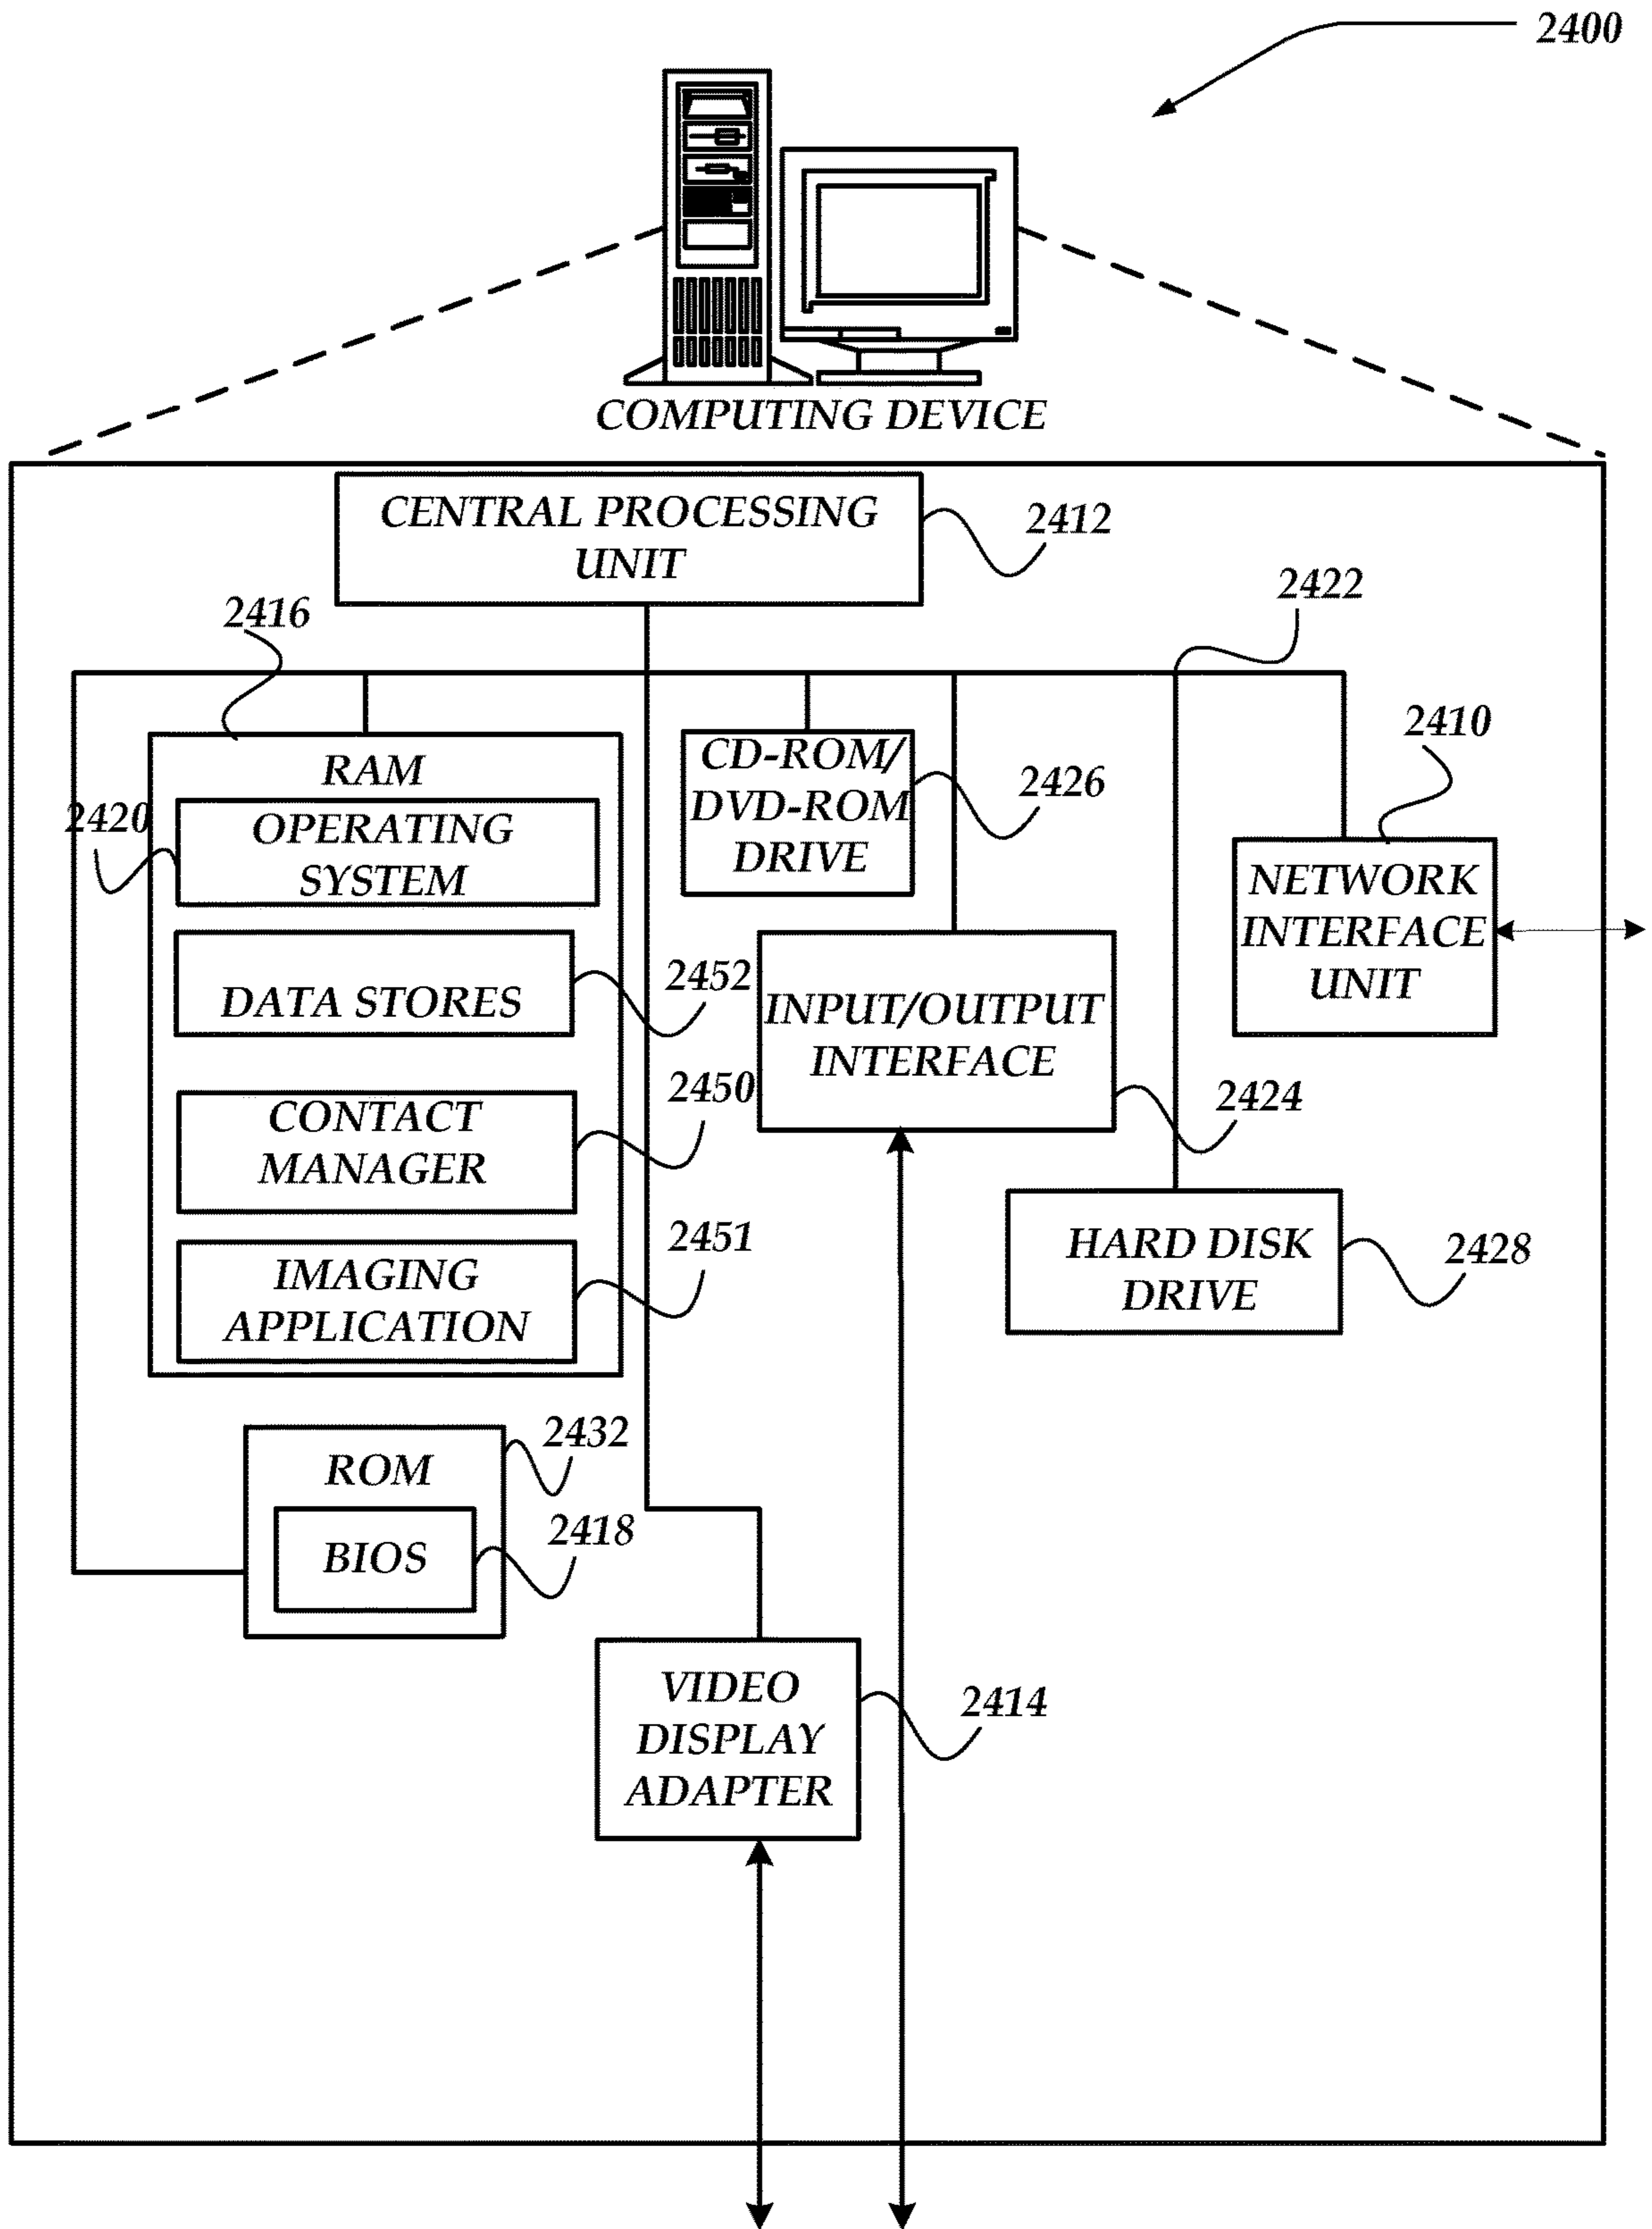 2400
COMPUTING DEVICE
CENTRAL PROCESSING
UNIT
2412
2422
2416
2410
RAM
CD-ROM/
DVD-ROM
DRIVE
2426
2420
OPERATING
SYSTEM
NETWORK
INTERFACE
UNIT
DATA STORES
2452
INPUT/OUTPUT
INTERFACE
2424
CONTACT
MANAGER
2450
IMAGING
APPLICATION
2451
HARD DISK
DRIVE
2428
ROM
2432
BIOS
2418
VIDEO
DISPLAY
ADAPTER
2414